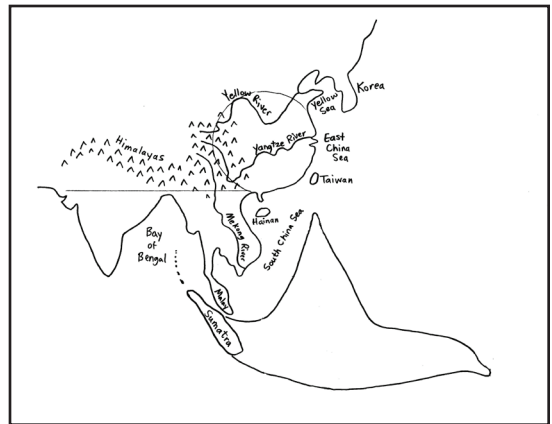 Yellow River
Yellow
Sea
Korea
Himalayas
Yangtze River
East
China
Sea
Taiwan
Hainan
Mekong River
South China Sea
Bay
of
Bengal
Malay
Sumatra